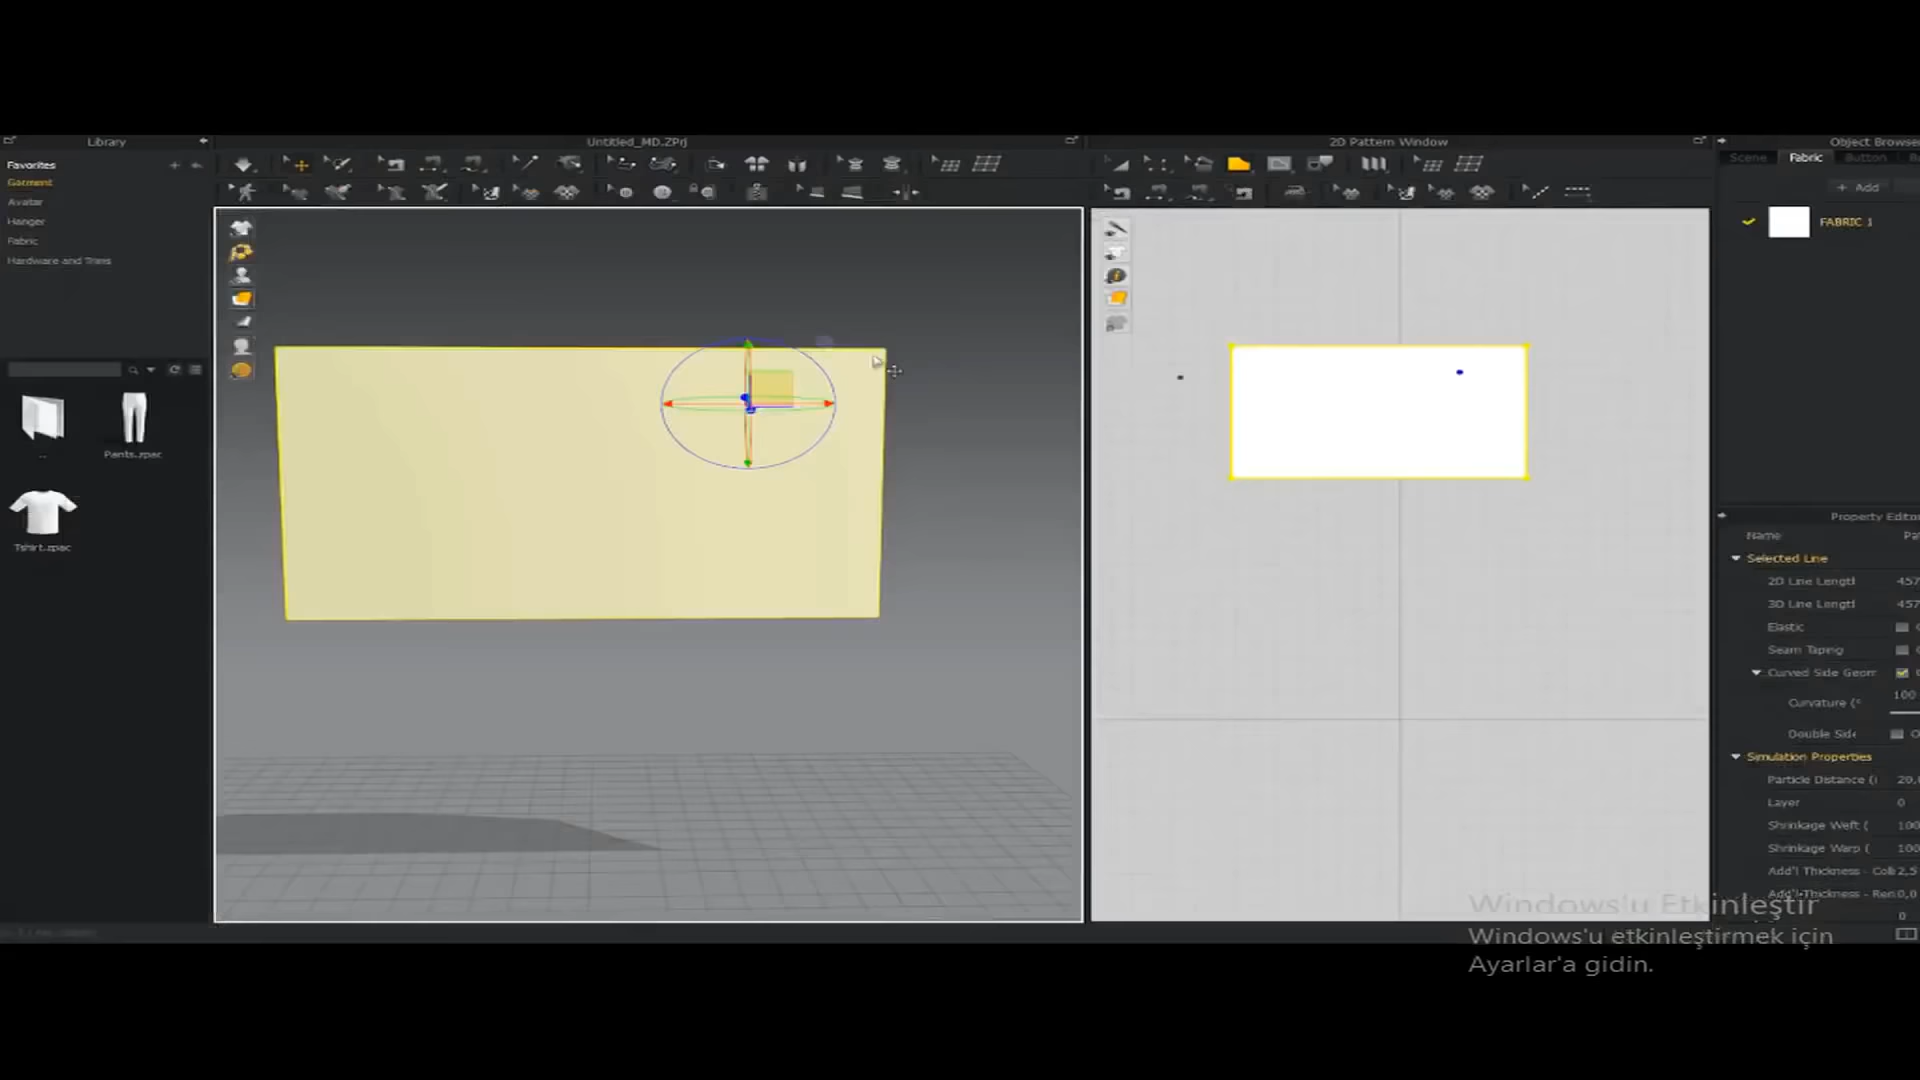 Library
Untitled_MD.ZPrj
2D Pattern Window
Object Browse
Favorites
Garment
Avatar
Hanger
Fabric
Hardware and Trims
..
Pants.zpac
Tshirt.zpac
Scene
Fabric
Button
+ Add
FABRIC 1
Property Edito
Name
Pa
Selected Line
2D Line Lengtl
457
3D Line Lengtl
457
Elastic
Seam Taping
Curved Side Geom
Curvature (°
100
Double Side
Simulation Properties
Particle Distance (
20,
Layer
0
Shrinkage Weft (
100
Shrinkage Warp (
100
Add'l Thickness - Coll
2,5
Add'l Thickness - Ren
0,0
0
Windows'u Etkinleştir
Windows'u etkinleştirmek için
Ayarlar'a gidin.